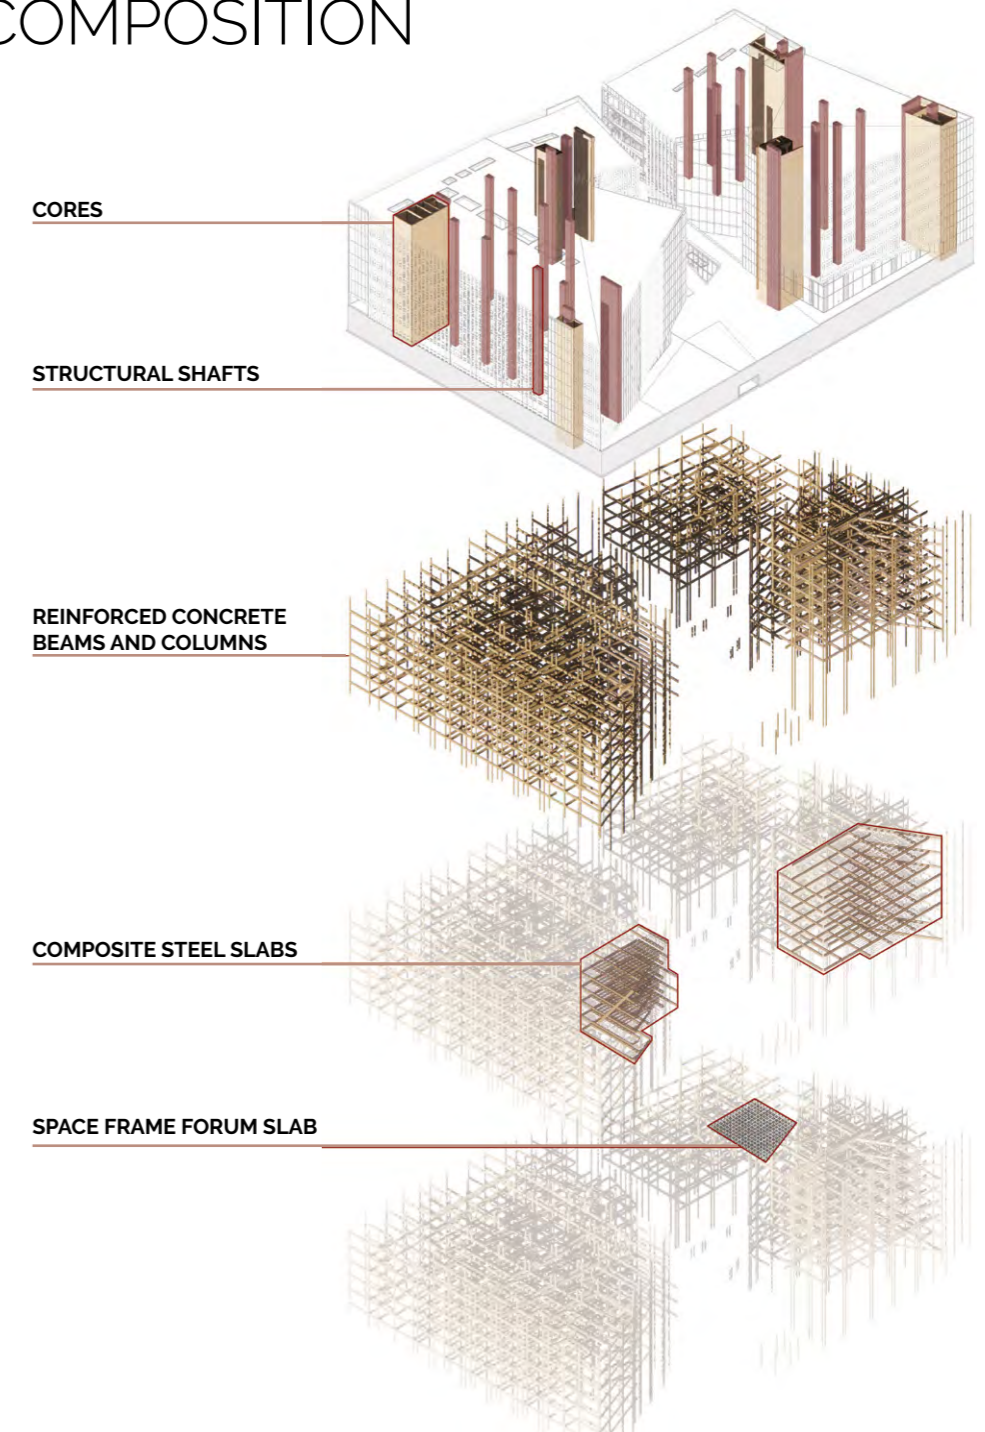 COMPOSITION
CORES
STRUCTURAL SHAFTS
REINFORCED CONCRETE
BEAMS AND COLUMNS
COMPOSITE STEEL SLABS
SPACE FRAME FORUM SLAB